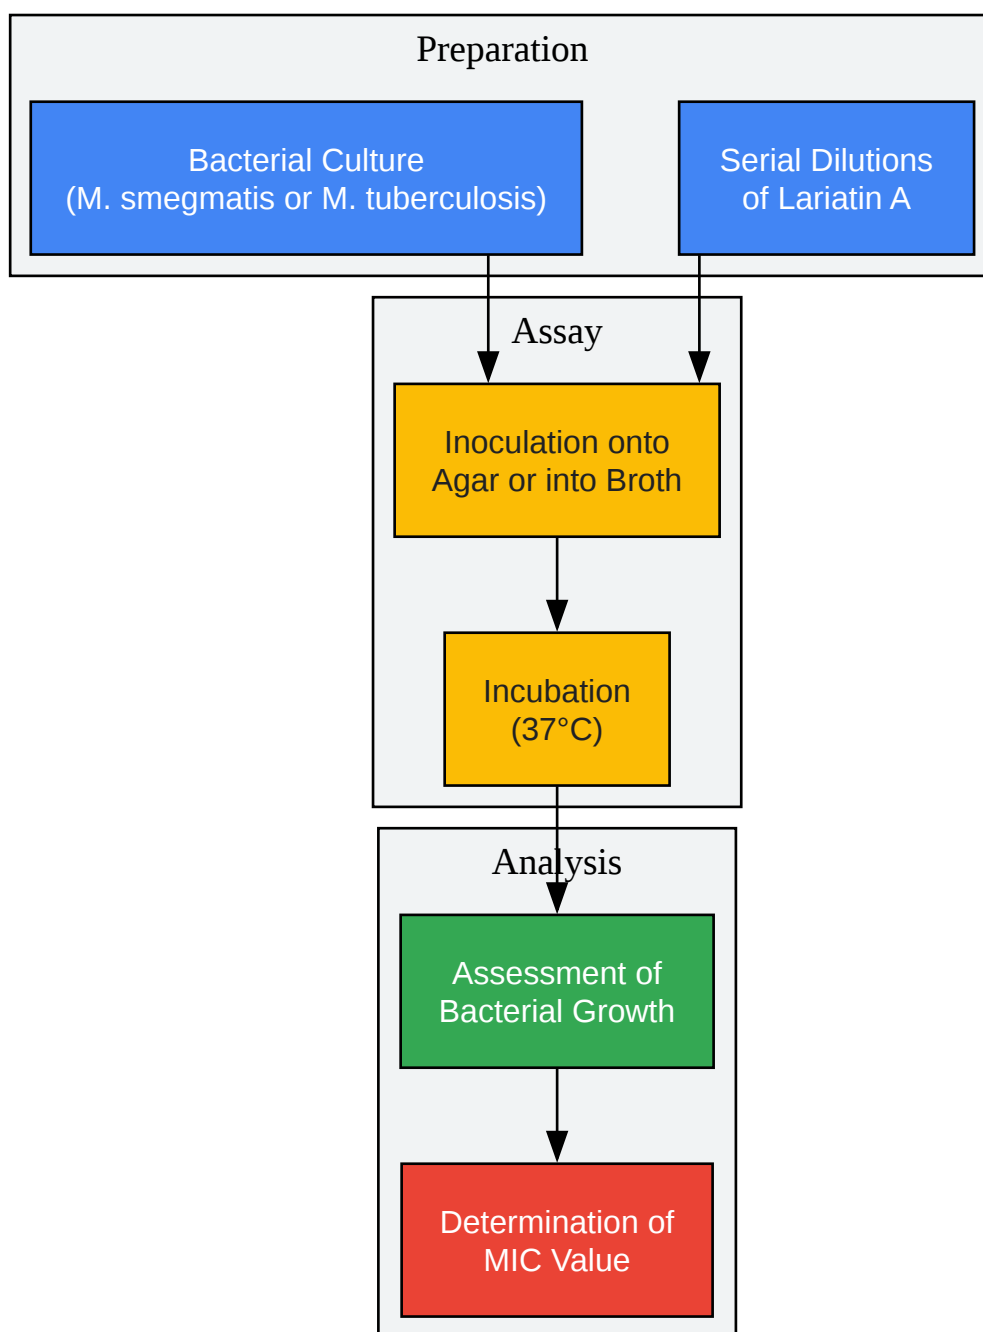 Preparation
Bacterial Culture
(M. smegmatis or M. tuberculosis)
Serial Dilutions
of Lariatin A
Assay
Inoculation onto
Agar or into Broth
Incubation
(37°C)
Analysis
Assessment of
Bacterial Growth
Determination of
MIC Value